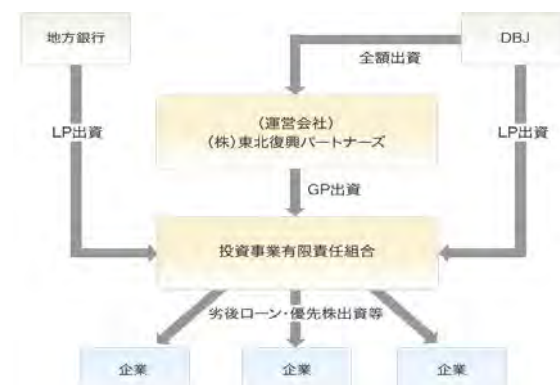 地方銀行
DBJ
全額出資
LP出資
(運営会社)
(株)東北復興パートナーズ
LP出資
GP出資
投資事業有限責任組合
劣後ローン・優先株出資等
企業
企業
企業